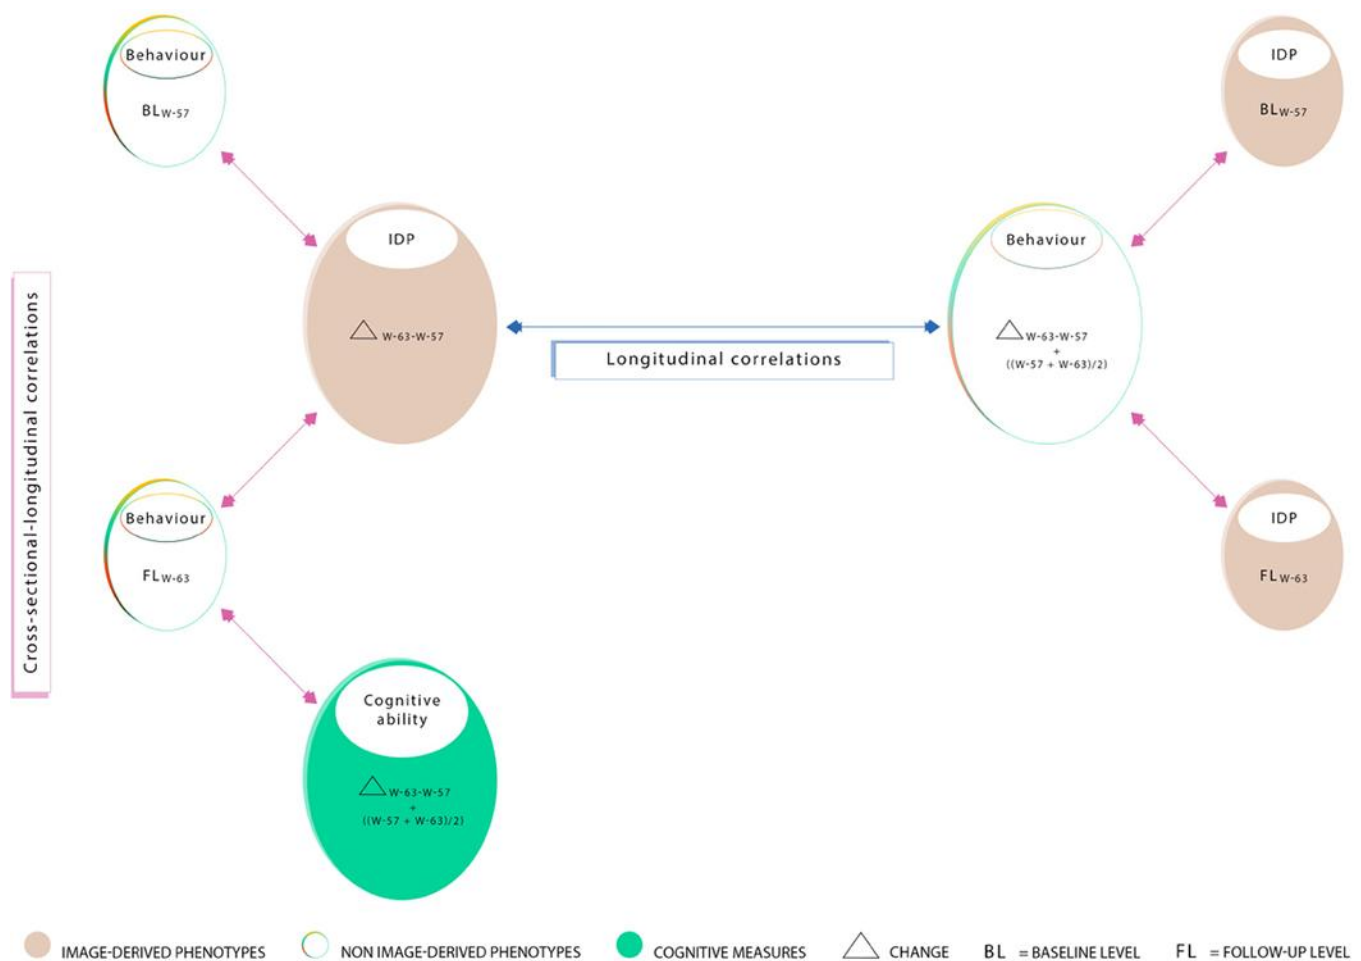 Behaviour
BLW-57
IDP
BLW-57
IDP
△ W-63-W-57
Behaviour
△ W-63-W-57
+
((W-57 + W-63)/2)
Longitudinal correlations
Cross-sectional-longitudinal correlations
Behaviour
FLW-63
IDP
FLW-63
Cognitive
ability
△ W-63-W-57
+
((W-57 + W-63)/2)
IMAGE-DERIVED PHENOTYPES
NON IMAGE-DERIVED PHENOTYPES
COGNITIVE MEASURES
△ CHANGE
BL = BASELINE LEVEL
FL = FOLLOW-UP LEVEL